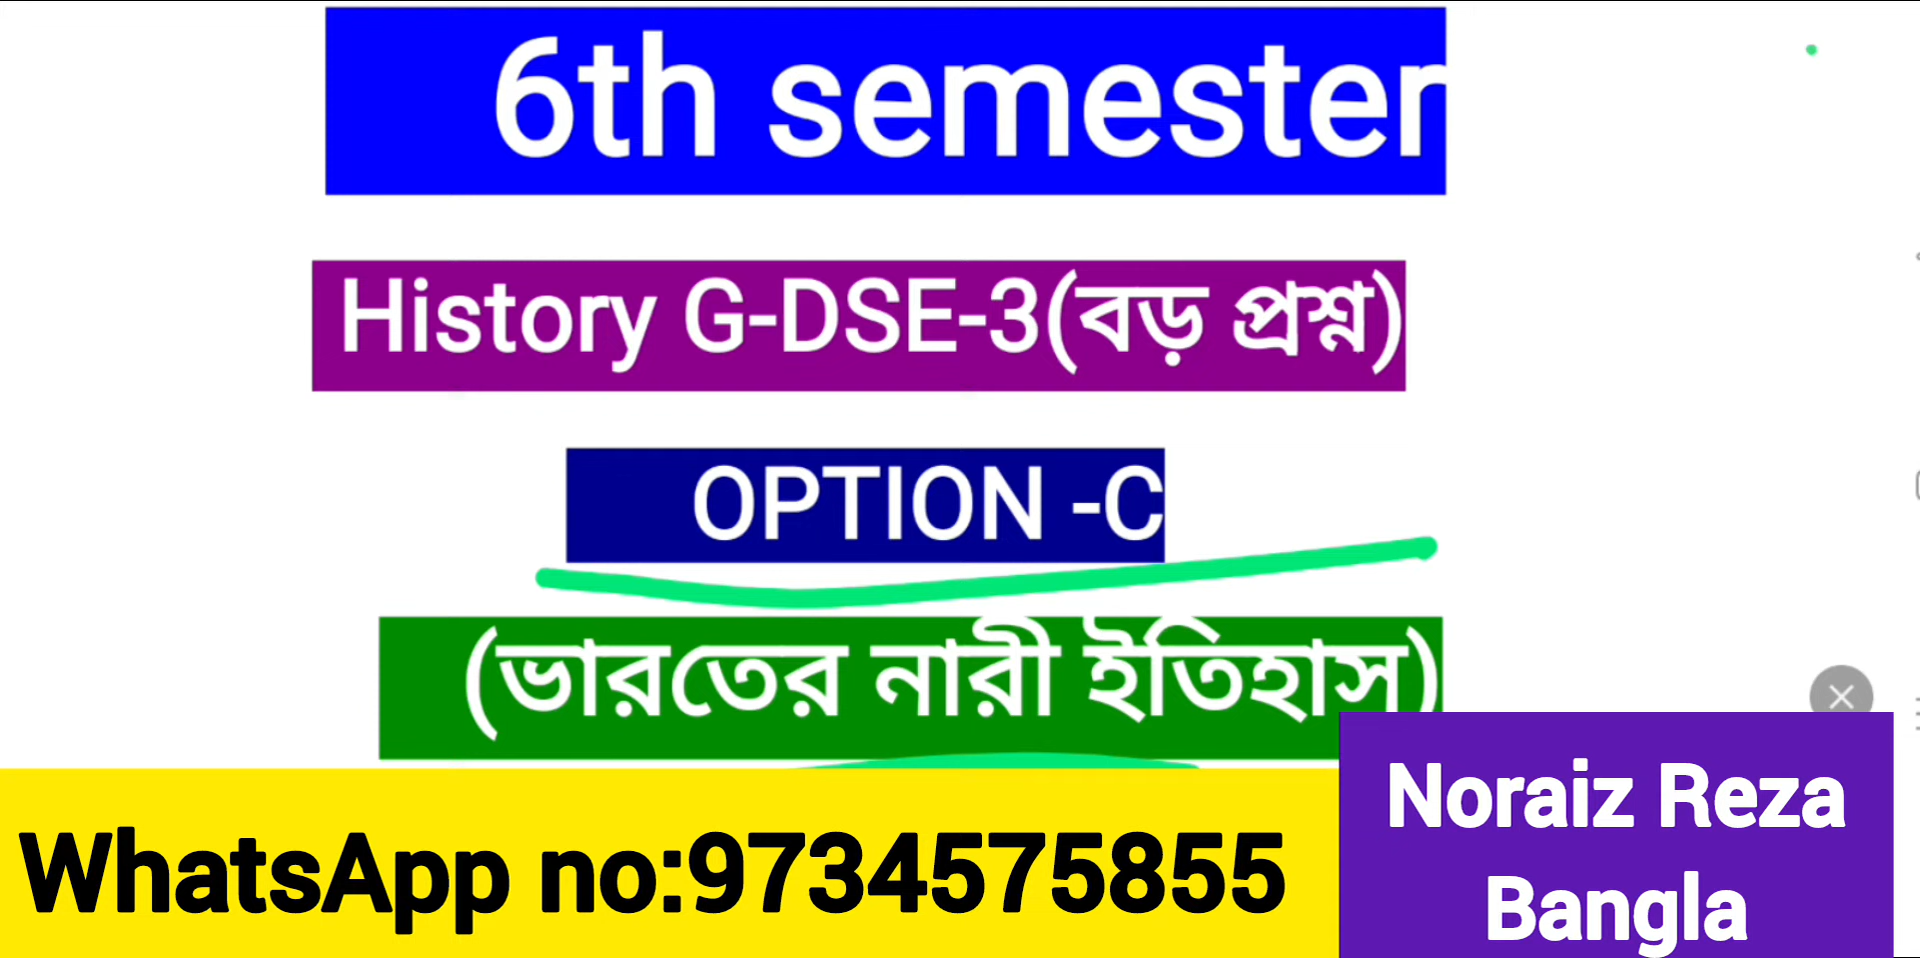 6th semester
History G-DSE-3(বড় প্রশ্ন)
OPTION -C
(ভারতের নারী ইতিহাস)
WhatsApp no:9734575855
Noraiz Reza
Bangla